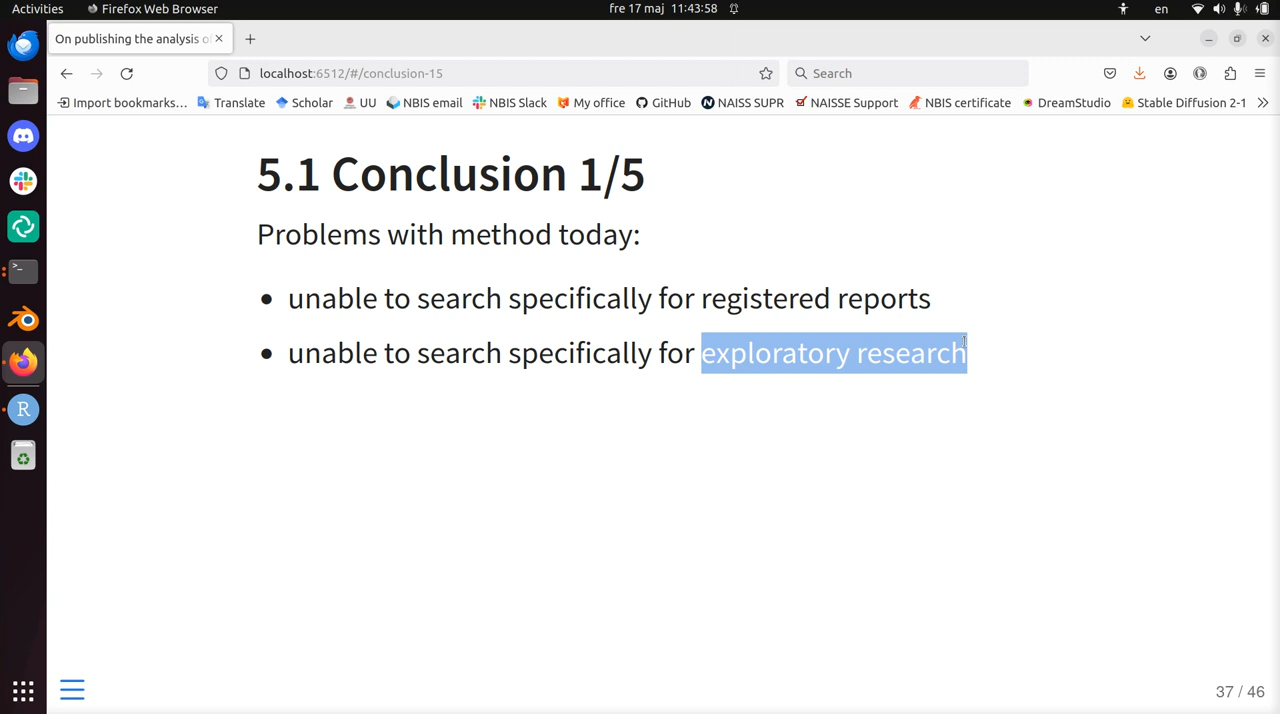 Activities Firefox Web Browser fre 17 maj 11:43:58 en
On publishing the analysis o
localhost:6512/#/conclusion-15 Search
Import bookmarks... Translate Scholar UU NBIS email NBIS Slack My office GitHub NAISS SUPR NAISSE Support NBIS certificate DreamStudio Stable Diffusion 2-1
5.1 Conclusion 1/5
Problems with method today:
• unable to search specifically for registered reports
• unable to search specifically for exploratory research
R
37 / 46